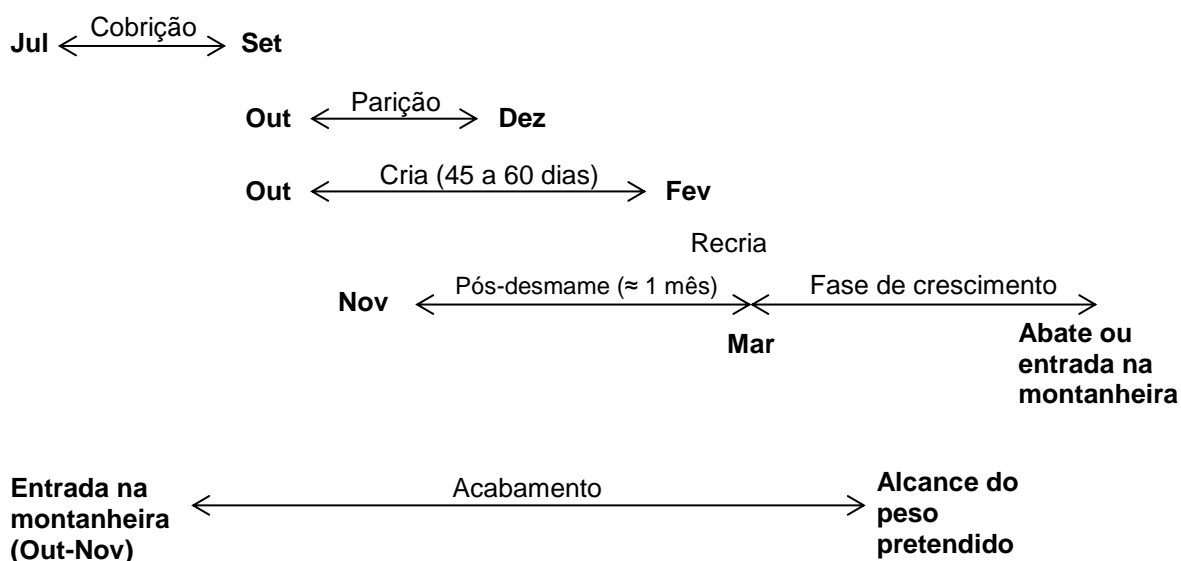 Jul Cobrição Set
Out Parição Dez
Out Cria (45 a 60 dias) Fev
Recria
Nov Pós-desmame (≈ 1 mês) Fase de crescimento
Mar
Abate ou
entrada na
montanheira
Entrada na
montanheira
(Out-Nov)
Acabamento
Alcance do
peso
pretendido